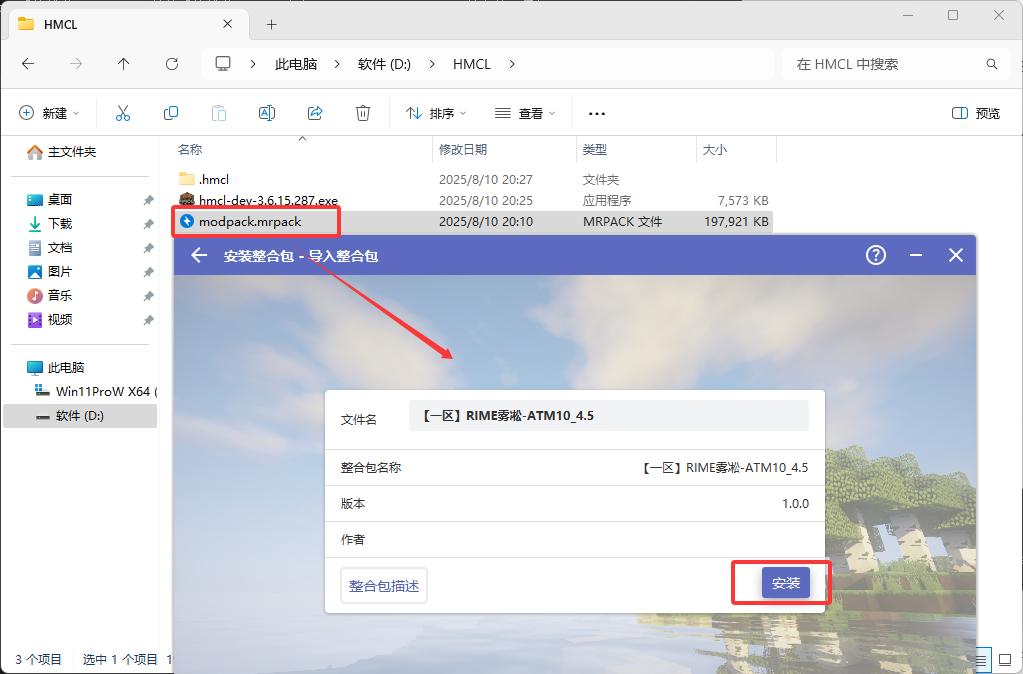 HMCL
此电脑 软件 (D:) HMCL
在 HMCL 中搜索
新建 排序 查看 预览
主文件夹
桌面
下载
文档
图片
音乐
视频
此电脑
Win11ProW X64 (
软件 (D:)
名称 修改日期 类型 大小
.hmcl 2025/8/10 20:27 文件夹
hmcl-dev-3.6.15.287.exe 2025/8/10 20:25 应用程序 7,573 KB
modpack.mrpack 2025/8/10 20:10 MRPACK 文件 197,921 KB
安装整合包 - 导入整合包
文件名 【一区】RIME雾凇-ATM10_4.5
整合包名称 【一区】RIME雾凇-ATM10_4.5
版本 1.0.0
作者
整合包描述 安装
3 个项目 选中 1 个项目